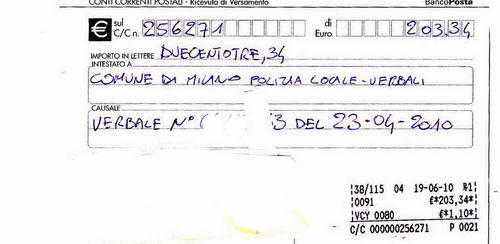 CONTI CORRENTI POSTALI - Ricevuta di Versamento BancoPosta
€ sul C/C n. 256271 di Euro 203,34
IMPORTO IN LETTERE DUECENTOTRE,34
INTESTATO A
COMUNE DI MILANO POLIZIA LOCALE-VERBALI
CAUSALE
VERBALE N° 3 DEL 23-04-2010
38/115 04 19-06-10 R1
0091 €*203,34*
VCY 0080 €*1,10*
C/C 000000256271 P 0021